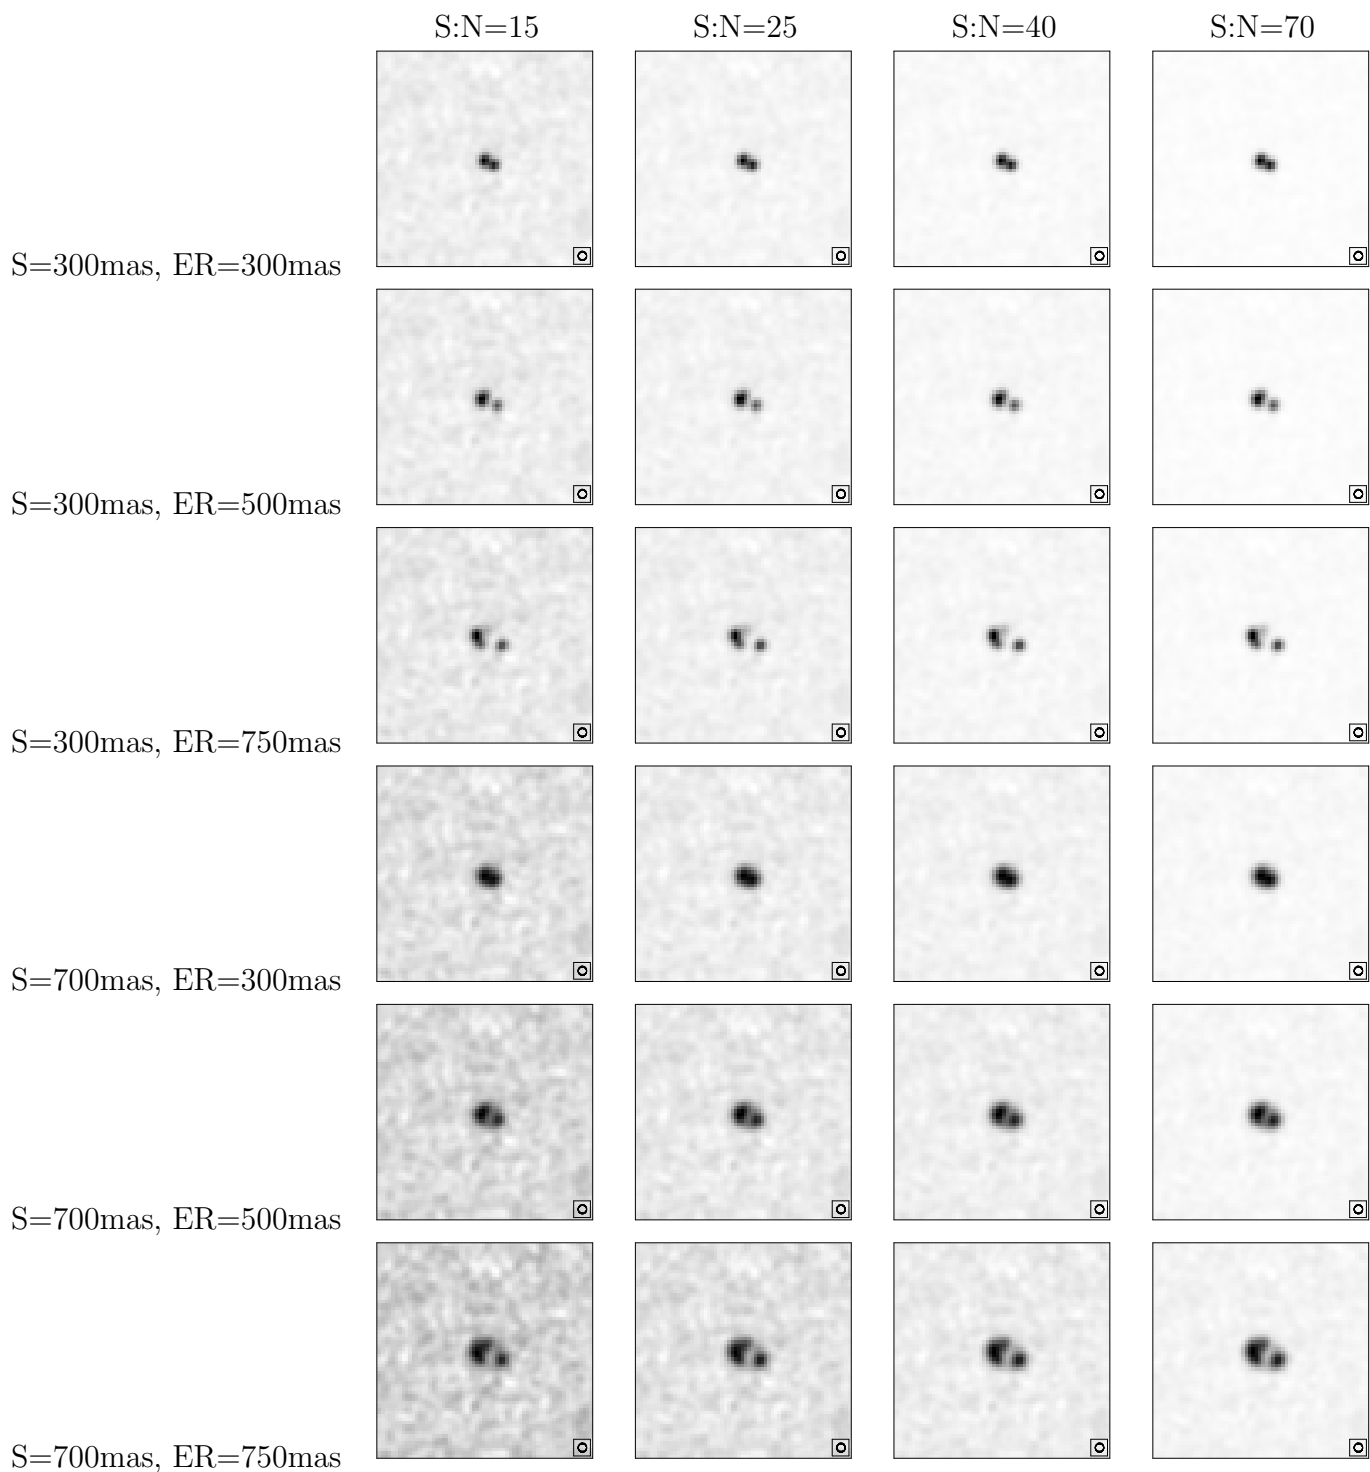 S:N=15 S:N=25 S:N=40 S:N=70
S=300mas, ER=300mas
S=300mas, ER=500mas
S=300mas, ER=750mas
S=700mas, ER=300mas
S=700mas, ER=500mas
S=700mas, ER=750mas